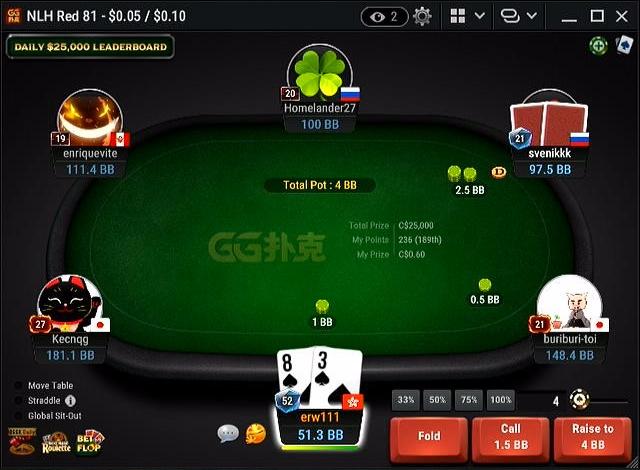 NLH Red 81 - $0.05 / $0.10
2
DAILY $25,000 LEADERBOARD
20
Homelander27
100 BB
19
enriquevite
111.4 BB
21
svenikkk
97.5 BB
D
2.5 BB
Total Pot : 4 BB
Total Prize C$25,000
My Points 236 (189th)
My Prize C$0.60
GG扑克
0.5 BB
1 BB
27
Kecnqg
181.1 BB
21
buriburi-toi
148.4 BB
8 3
52
erw111
51.3 BB
Move Table
Straddle
Global Sit-Out
33% 50% 75% 100% 4
Fold
Call
1.5 BB
Raise to
4 BB
Roulette
BET
FLOP